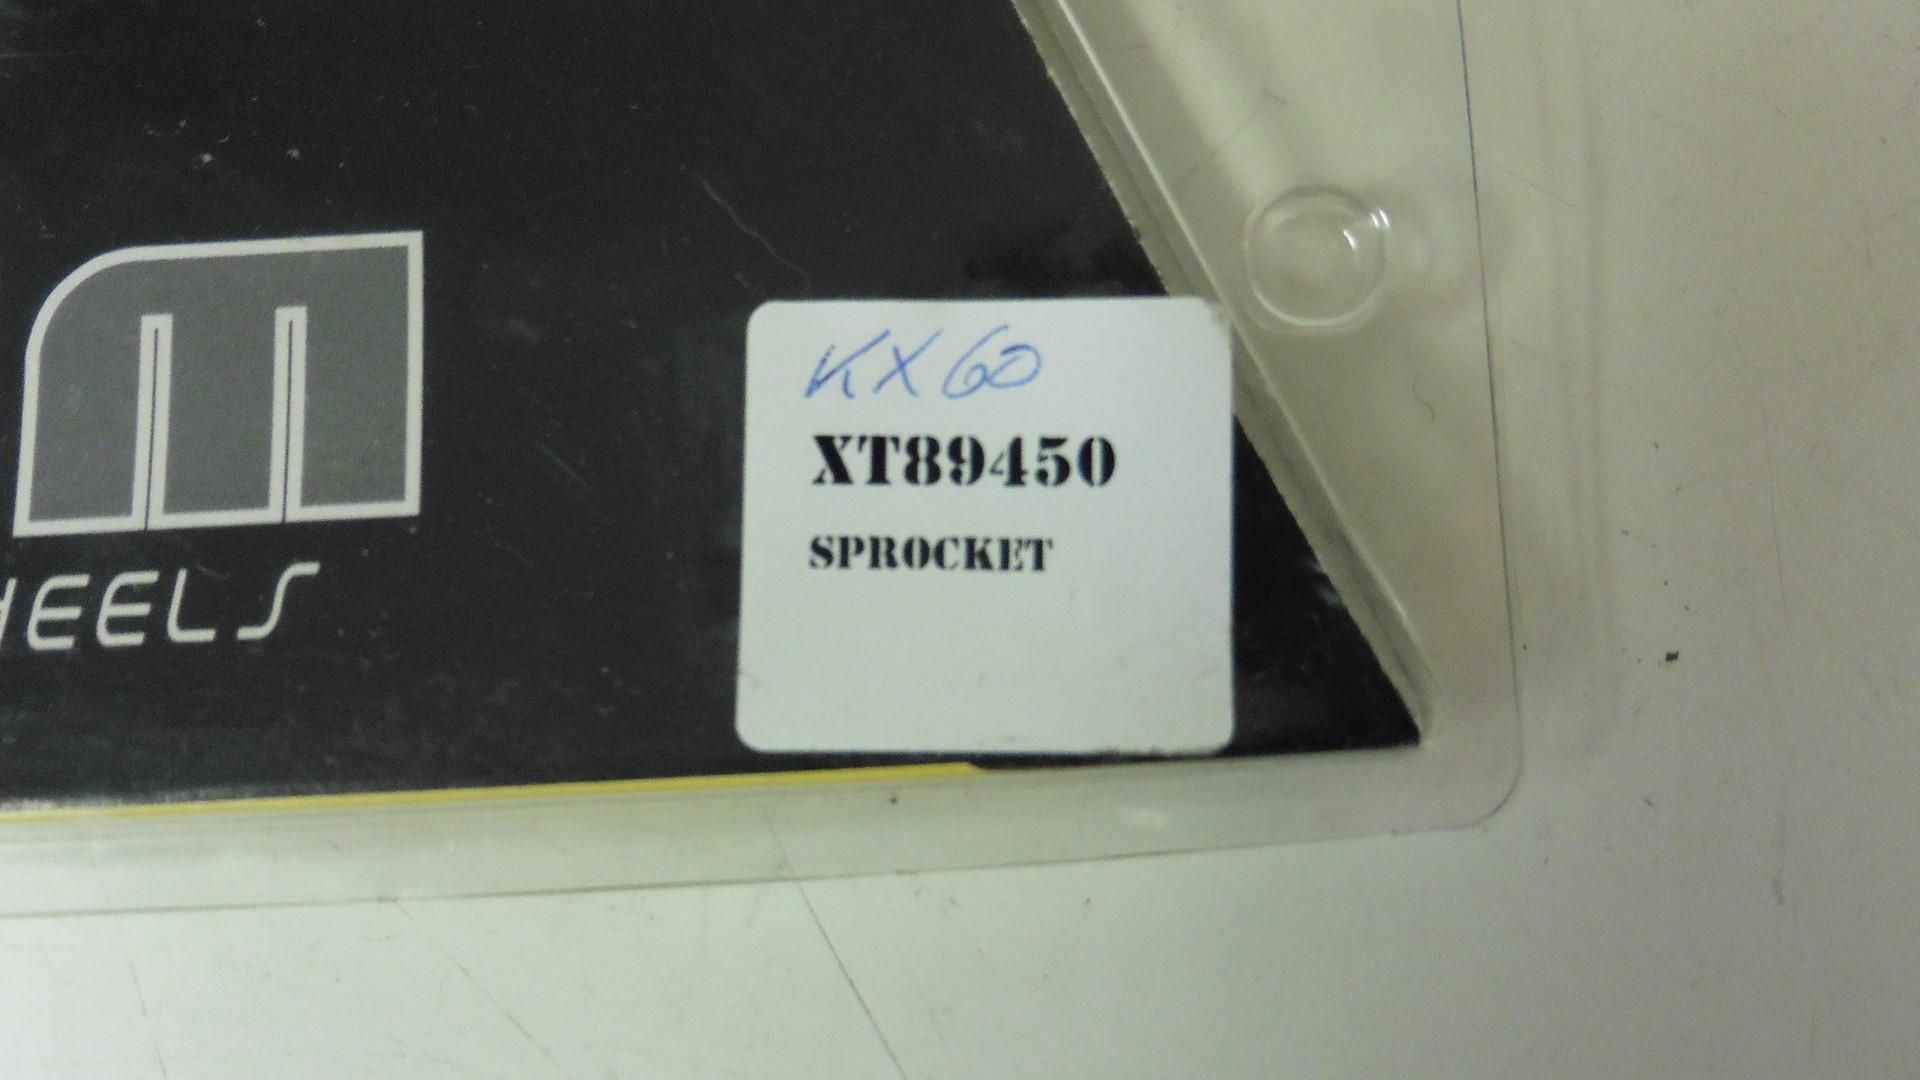 KX60
XT89450
SPROCKET
HEELS